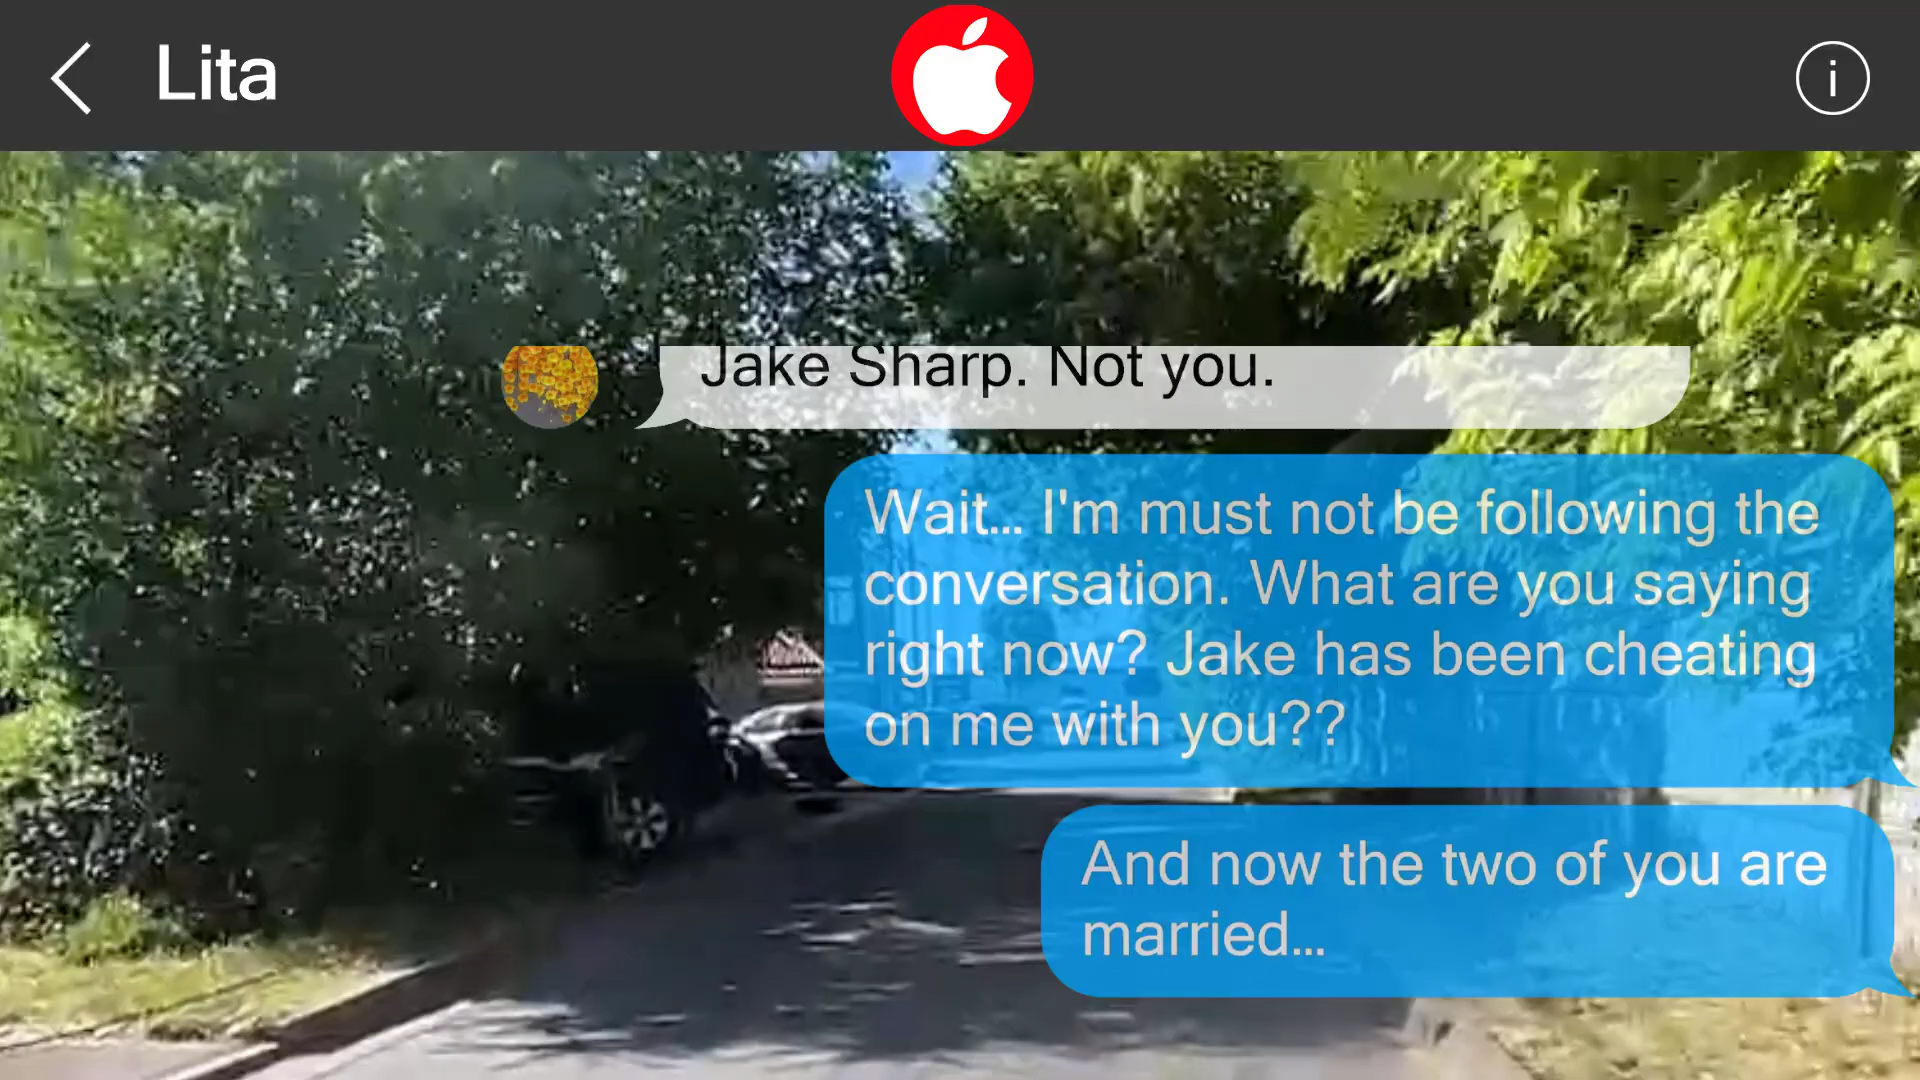 Lita
Jake Sharp. Not you.
Wait... I'm must not be following the
conversation. What are you saying
right now? Jake has been cheating
on me with you??
And now the two of you are
married...